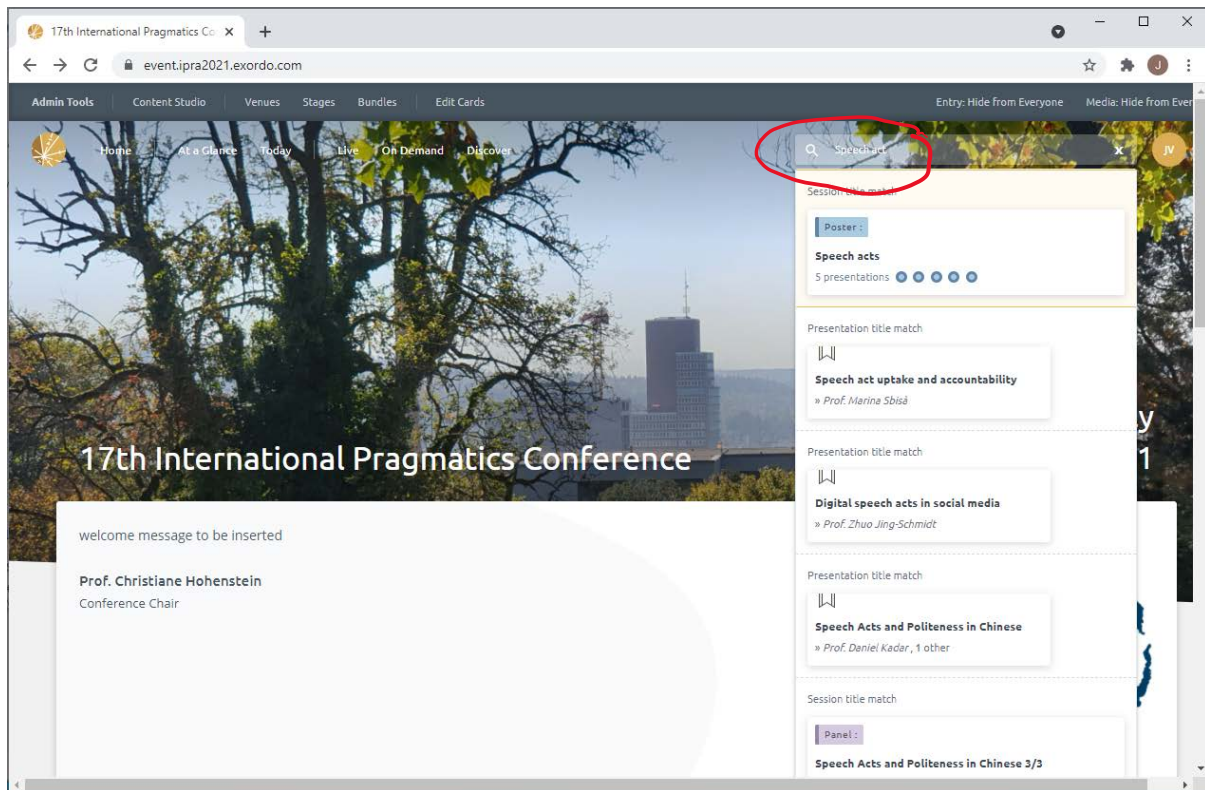 17th International Pragmatics Co
event.ipra2021.exordo.com
J
Admin Tools Content Studio Venues Stages Bundles Edit Cards Entry: Hide from Everyone Media: Hide from Ever
Home At a Glance Today Live On Demand Discover Speech act JV
Session title match
Poster :
Speech acts
5 presentations
Presentation title match
Speech act uptake and accountability
» Prof. Marina Sbisà
Presentation title match
Digital speech acts in social media
» Prof. Zhuo Jing-Schmidt
Presentation title match
Speech Acts and Politeness in Chinese
» Prof. Daniel Kadar , 1 other
Session title match
Panel :
Speech Acts and Politeness in Chinese 3/3
y
17th International Pragmatics Conference
1
welcome message to be inserted
Prof. Christiane Hohenstein
Conference Chair